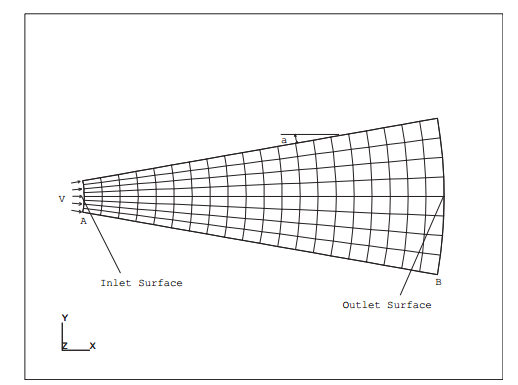 a
V
A
Inlet Surface
B
Outlet Surface
Y
Z X